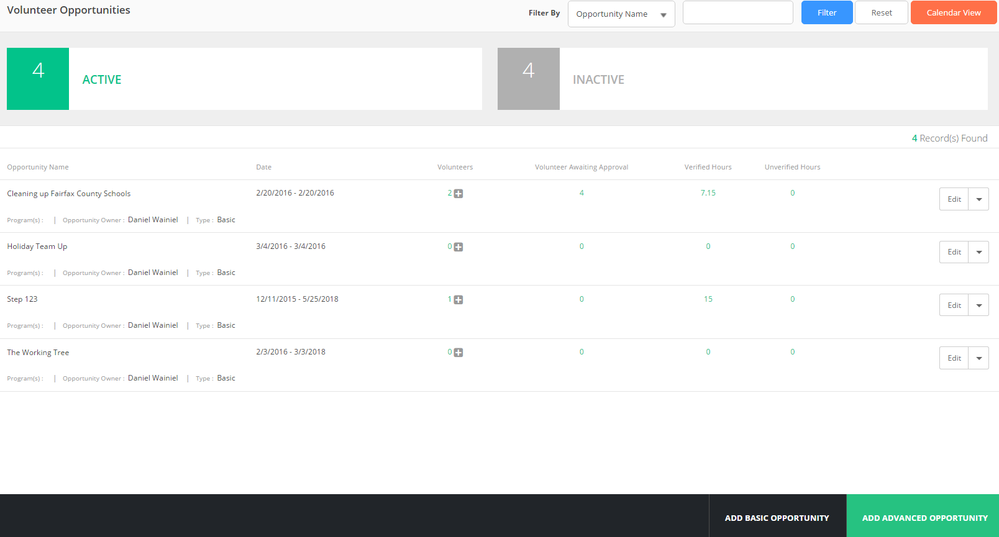 Volunteer Opportunities Filter By Opportunity Name Filter Reset Calendar View
4 ACTIVE 4 INACTIVE
4 Record(s) Found
Opportunity Name Date Volunteers Volunteer Awaiting Approval Verified Hours Unverified Hours
Cleaning up Fairfax County Schools 2/20/2016 - 2/20/2016 2 4 7.15 0 Edit
Program(s) : | Opportunity Owner : Daniel Wainiel | Type : Basic
Holiday Team Up 3/4/2016 - 3/4/2016 0 0 0 0 Edit
Program(s) : | Opportunity Owner : Daniel Wainiel | Type : Basic
Step 123 12/11/2015 - 5/25/2018 1 0 15 0 Edit
Program(s) : | Opportunity Owner : Daniel Wainiel | Type : Basic
The Working Tree 2/3/2016 - 3/3/2018 0 0 0 0 Edit
Program(s) : | Opportunity Owner : Daniel Wainiel | Type : Basic
ADD BASIC OPPORTUNITY ADD ADVANCED OPPORTUNITY